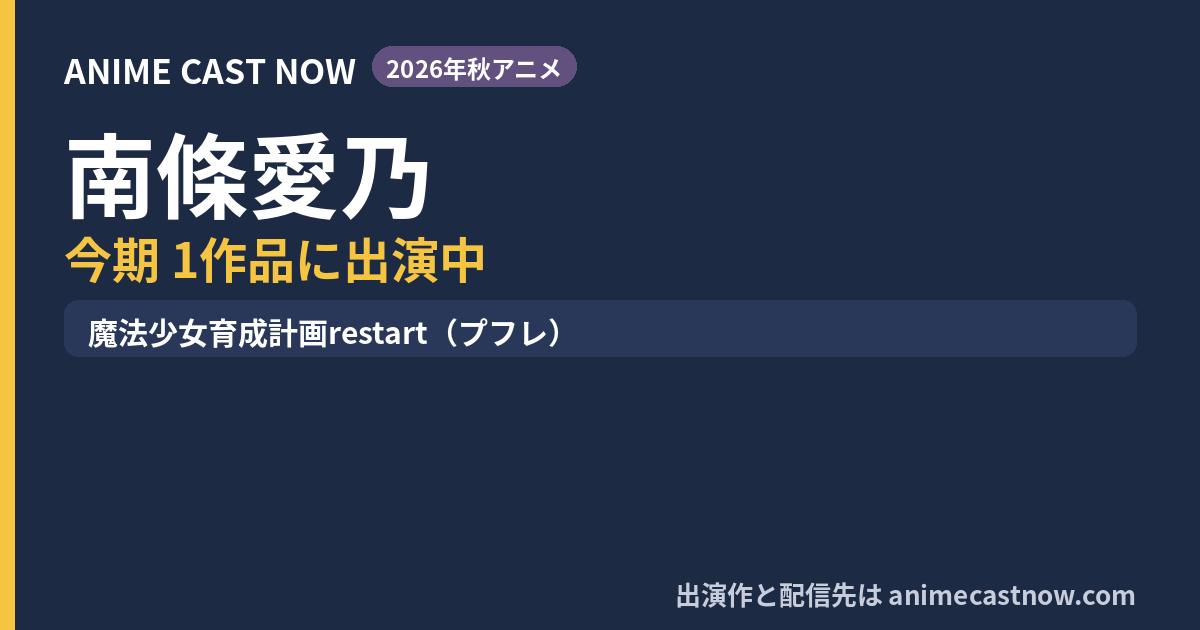 ANIME CAST NOW 2026年秋アニメ
南條愛乃
今期 1作品に出演中
魔法少女育成計画restart（プフレ）
出演作と配信先は animecastnow.com